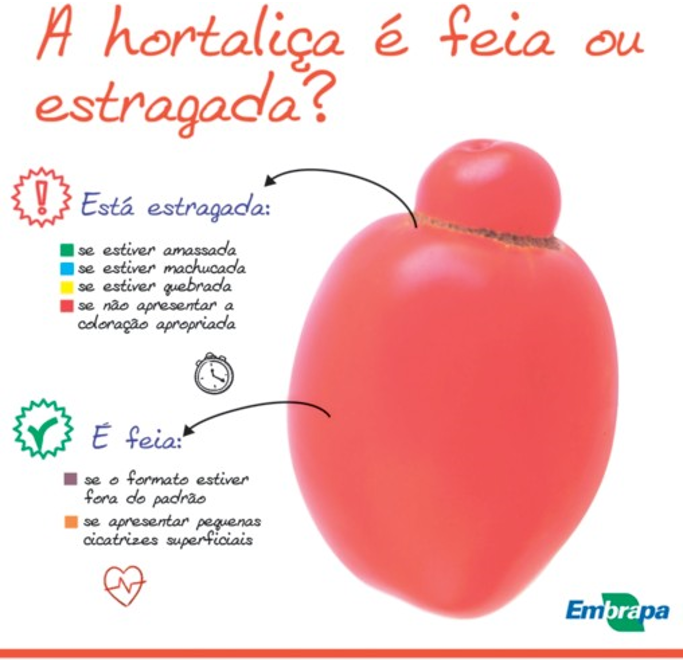 A hortaliça é feia ou
estragada?
Está estragada:
se estiver amassada
se estiver machucada
se estiver quebrada
se não apresentar a
coloração apropriada
É feia:
se o formato estiver
fora do padrão
se apresentar pequenas
cicatrizes superficiais
Embrapa